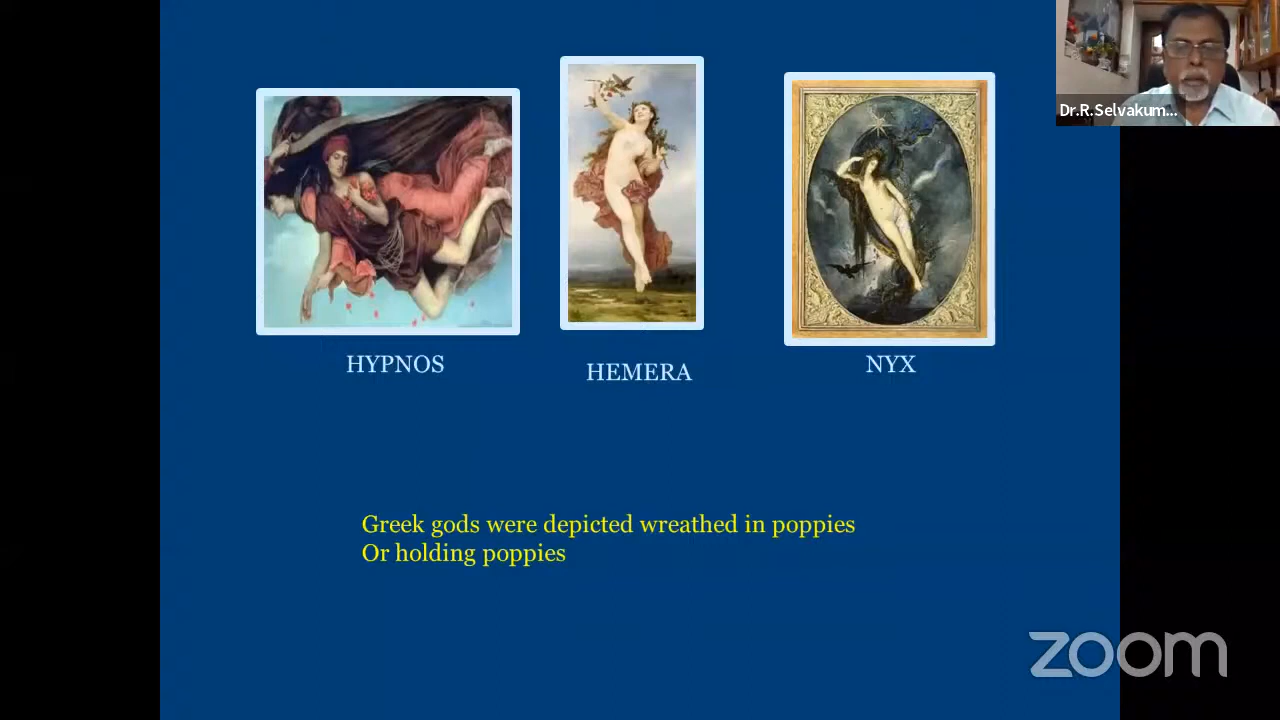 Dr.R.Selvakum...
HYPNOS
HEMERA
NYX
Greek gods were depicted wreathed in poppies
Or holding poppies
zoom